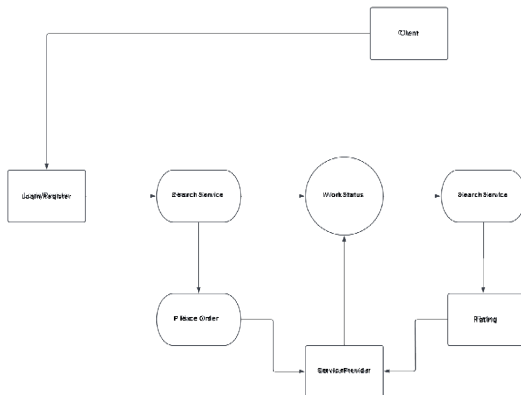 Client
Login/Register
Search Service
Work Status
Search Service
Place Order
Rating
Service Provider